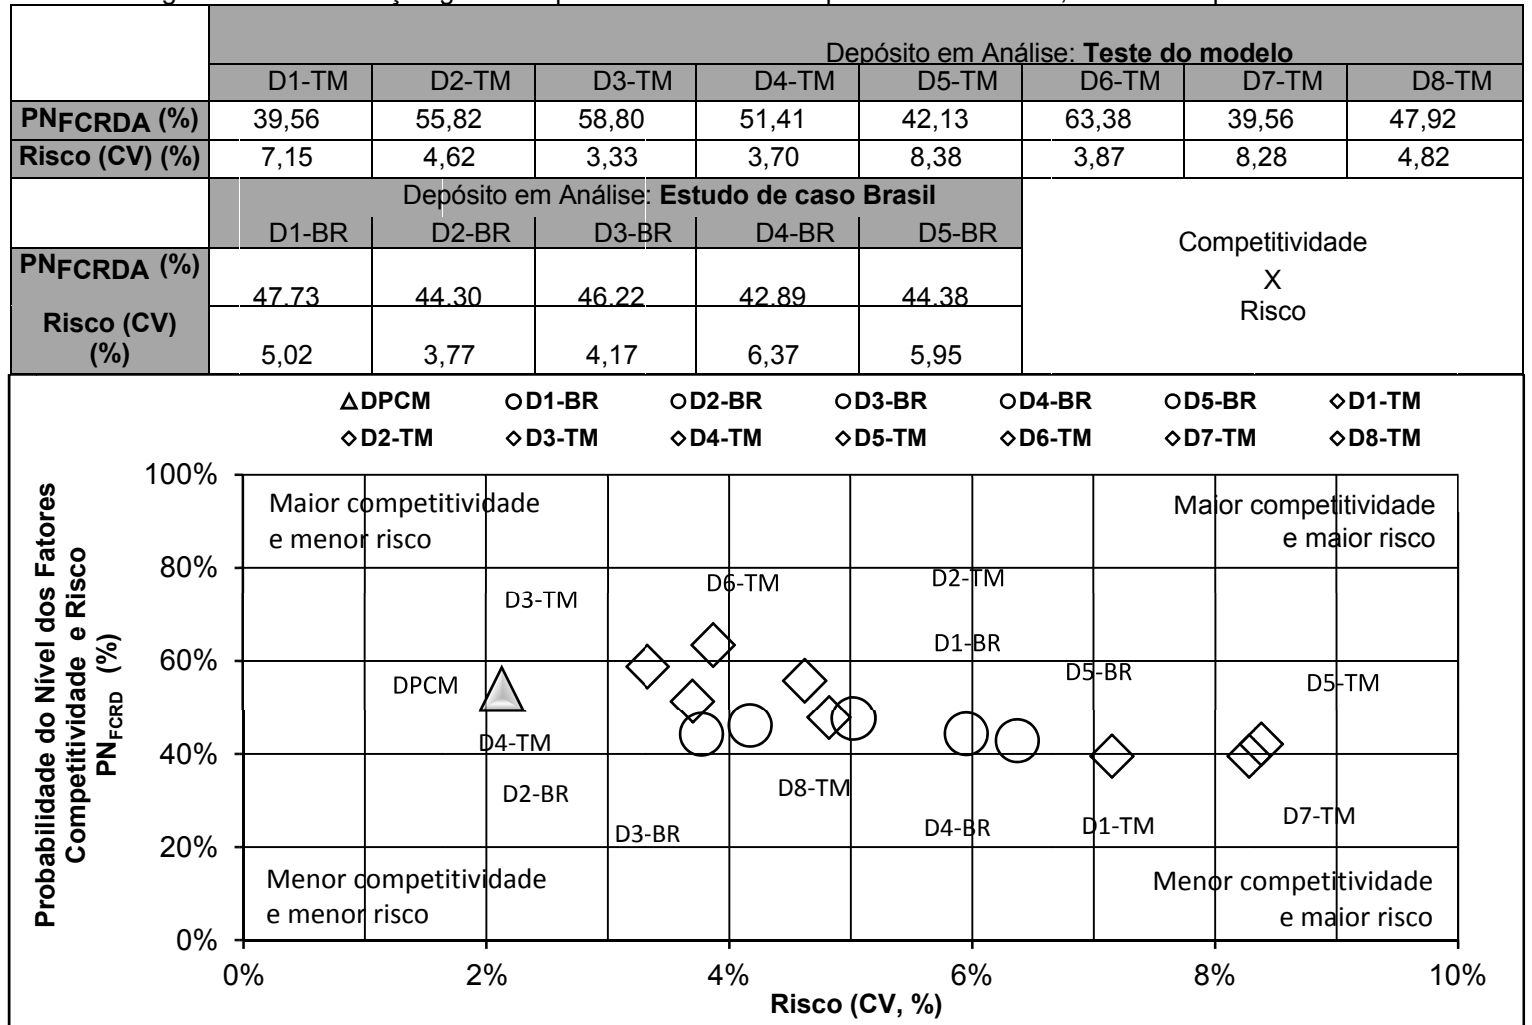 Depósito em Análise: Teste do modelo
D1-TM D2-TM D3-TM D4-TM D5-TM D6-TM D7-TM D8-TM
PNFCRDA (%) 39,56 55,82 58,80 51,41 42,13 63,38 39,56 47,92
Risco (CV) (%) 7,15 4,62 3,33 3,70 8,38 3,87 8,28 4,82
Depósito em Análise: Estudo de caso Brasil
D1-BR D2-BR D3-BR D4-BR D5-BR
PNFCRDA (%) 47,73 44,30 46,22 42,89 44,38
Risco (CV)
(%) 5,02 3,77 4,17 6,37 5,95
Competitividade
X
Risco
DPCM D1-BR D2-BR D3-BR D4-BR D5-BR D1-TM
D2-TM D3-TM D4-TM D5-TM D6-TM D7-TM D8-TM
Probabilidade do Nível dos Fatores
Competitividade e Risco
PNFCRD (%)
100%
80%
60%
40%
20%
0%
Maior competitividade
e menor risco
Maior competitividade
e maior risco
D6-TM
D2-TM
D3-TM
D1-BR
D5-BR
DPCM
D5-TM
D4-TM
D8-TM
D2-BR
D7-TM
D3-BR
D4-BR
D1-TM
Menor competitividade
e menor risco
Menor competitividade
e maior risco
0% 2% 4% 6% 8% 10%
Risco (CV, %)